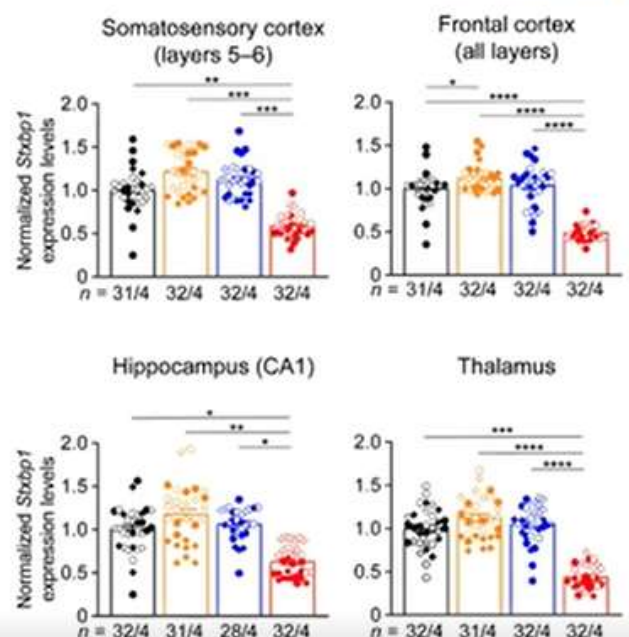 Somatosensory cortex
(layers 5–6)
**
***
***
Normalized Stxbp1
expression levels
2.0
1.5
1.0
0.5
0
n = 31/4 32/4 32/4 32/4
Frontal cortex
(all layers)
*
****
****
****
2.0
1.5
1.0
0.5
0
n = 31/4 32/4 32/4 32/4
Hippocampus (CA1)
*
**
*
Normalized Stxbp1
expression levels
2.0
1.5
1.0
0.5
0
n = 32/4 31/4 28/4 32/4
Thalamus
***
****
****
2.0
1.5
1.0
0.5
0
n = 32/4 31/4 32/4 32/4